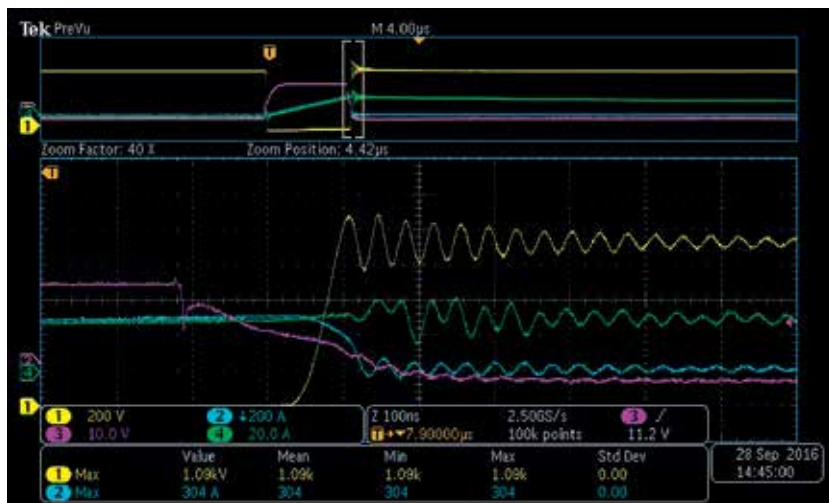 Tek PreVu M 4.00µs
T
1
Zoom Factor: 40 X Zoom Position: 4.42µs
T
3
4
1
1 200 V 2 ↓200 A Z 100ns 2.50GS/s 3 /
3 10.0 V 4 20.0 A T→▼7.90000µs 100k points 11.2 V
Value Mean Min Max Std Dev
1 Max 1.09kV 1.09k 1.09k 1.09k 0.00
2 Max 304 A 304 304 304 0.00
28 Sep 2016
14:45:00